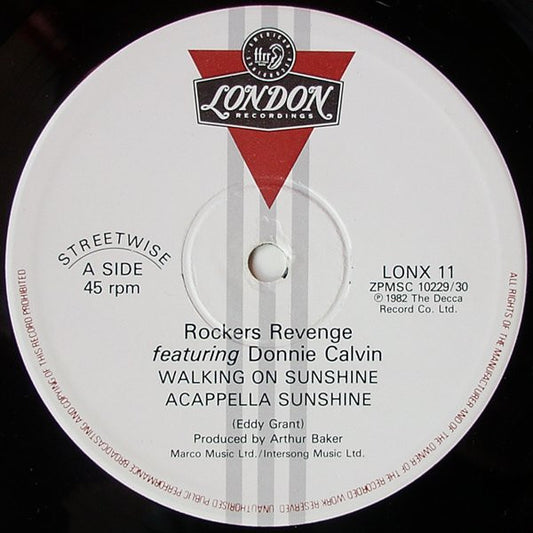 AMERICAN RECORDINGS
ffrr
LONDON
RECORDINGS
STREETWISE
A SIDE
45 rpm
LONX 11
ZPMSC 10229/30
℗ 1982 The Decca
Record Co. Ltd.
Rockers Revenge
featuring Donnie Calvin
WALKING ON SUNSHINE
ACAPPELLA SUNSHINE
(Eddy Grant)
Produced by Arthur Baker
Marco Music Ltd./Intersong Music Ltd.
ALL RIGHTS OF THE MANUFACTURER AND OF THE OWNER OF THE RECORDED WORK RESERVED UNAUTHORISED PUBLIC PERFORMANCE BROADCASTING AND COPYING OF THIS RECORD PROHIBITED